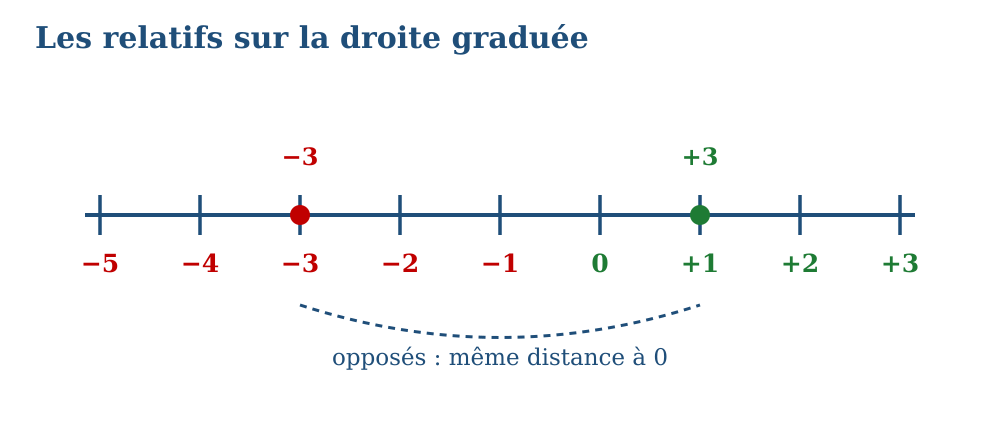 Les relatifs sur la droite graduée
−3 +3
−5 −4 −3 −2 −1 0 +1 +2 +3
opposés : même distance à 0